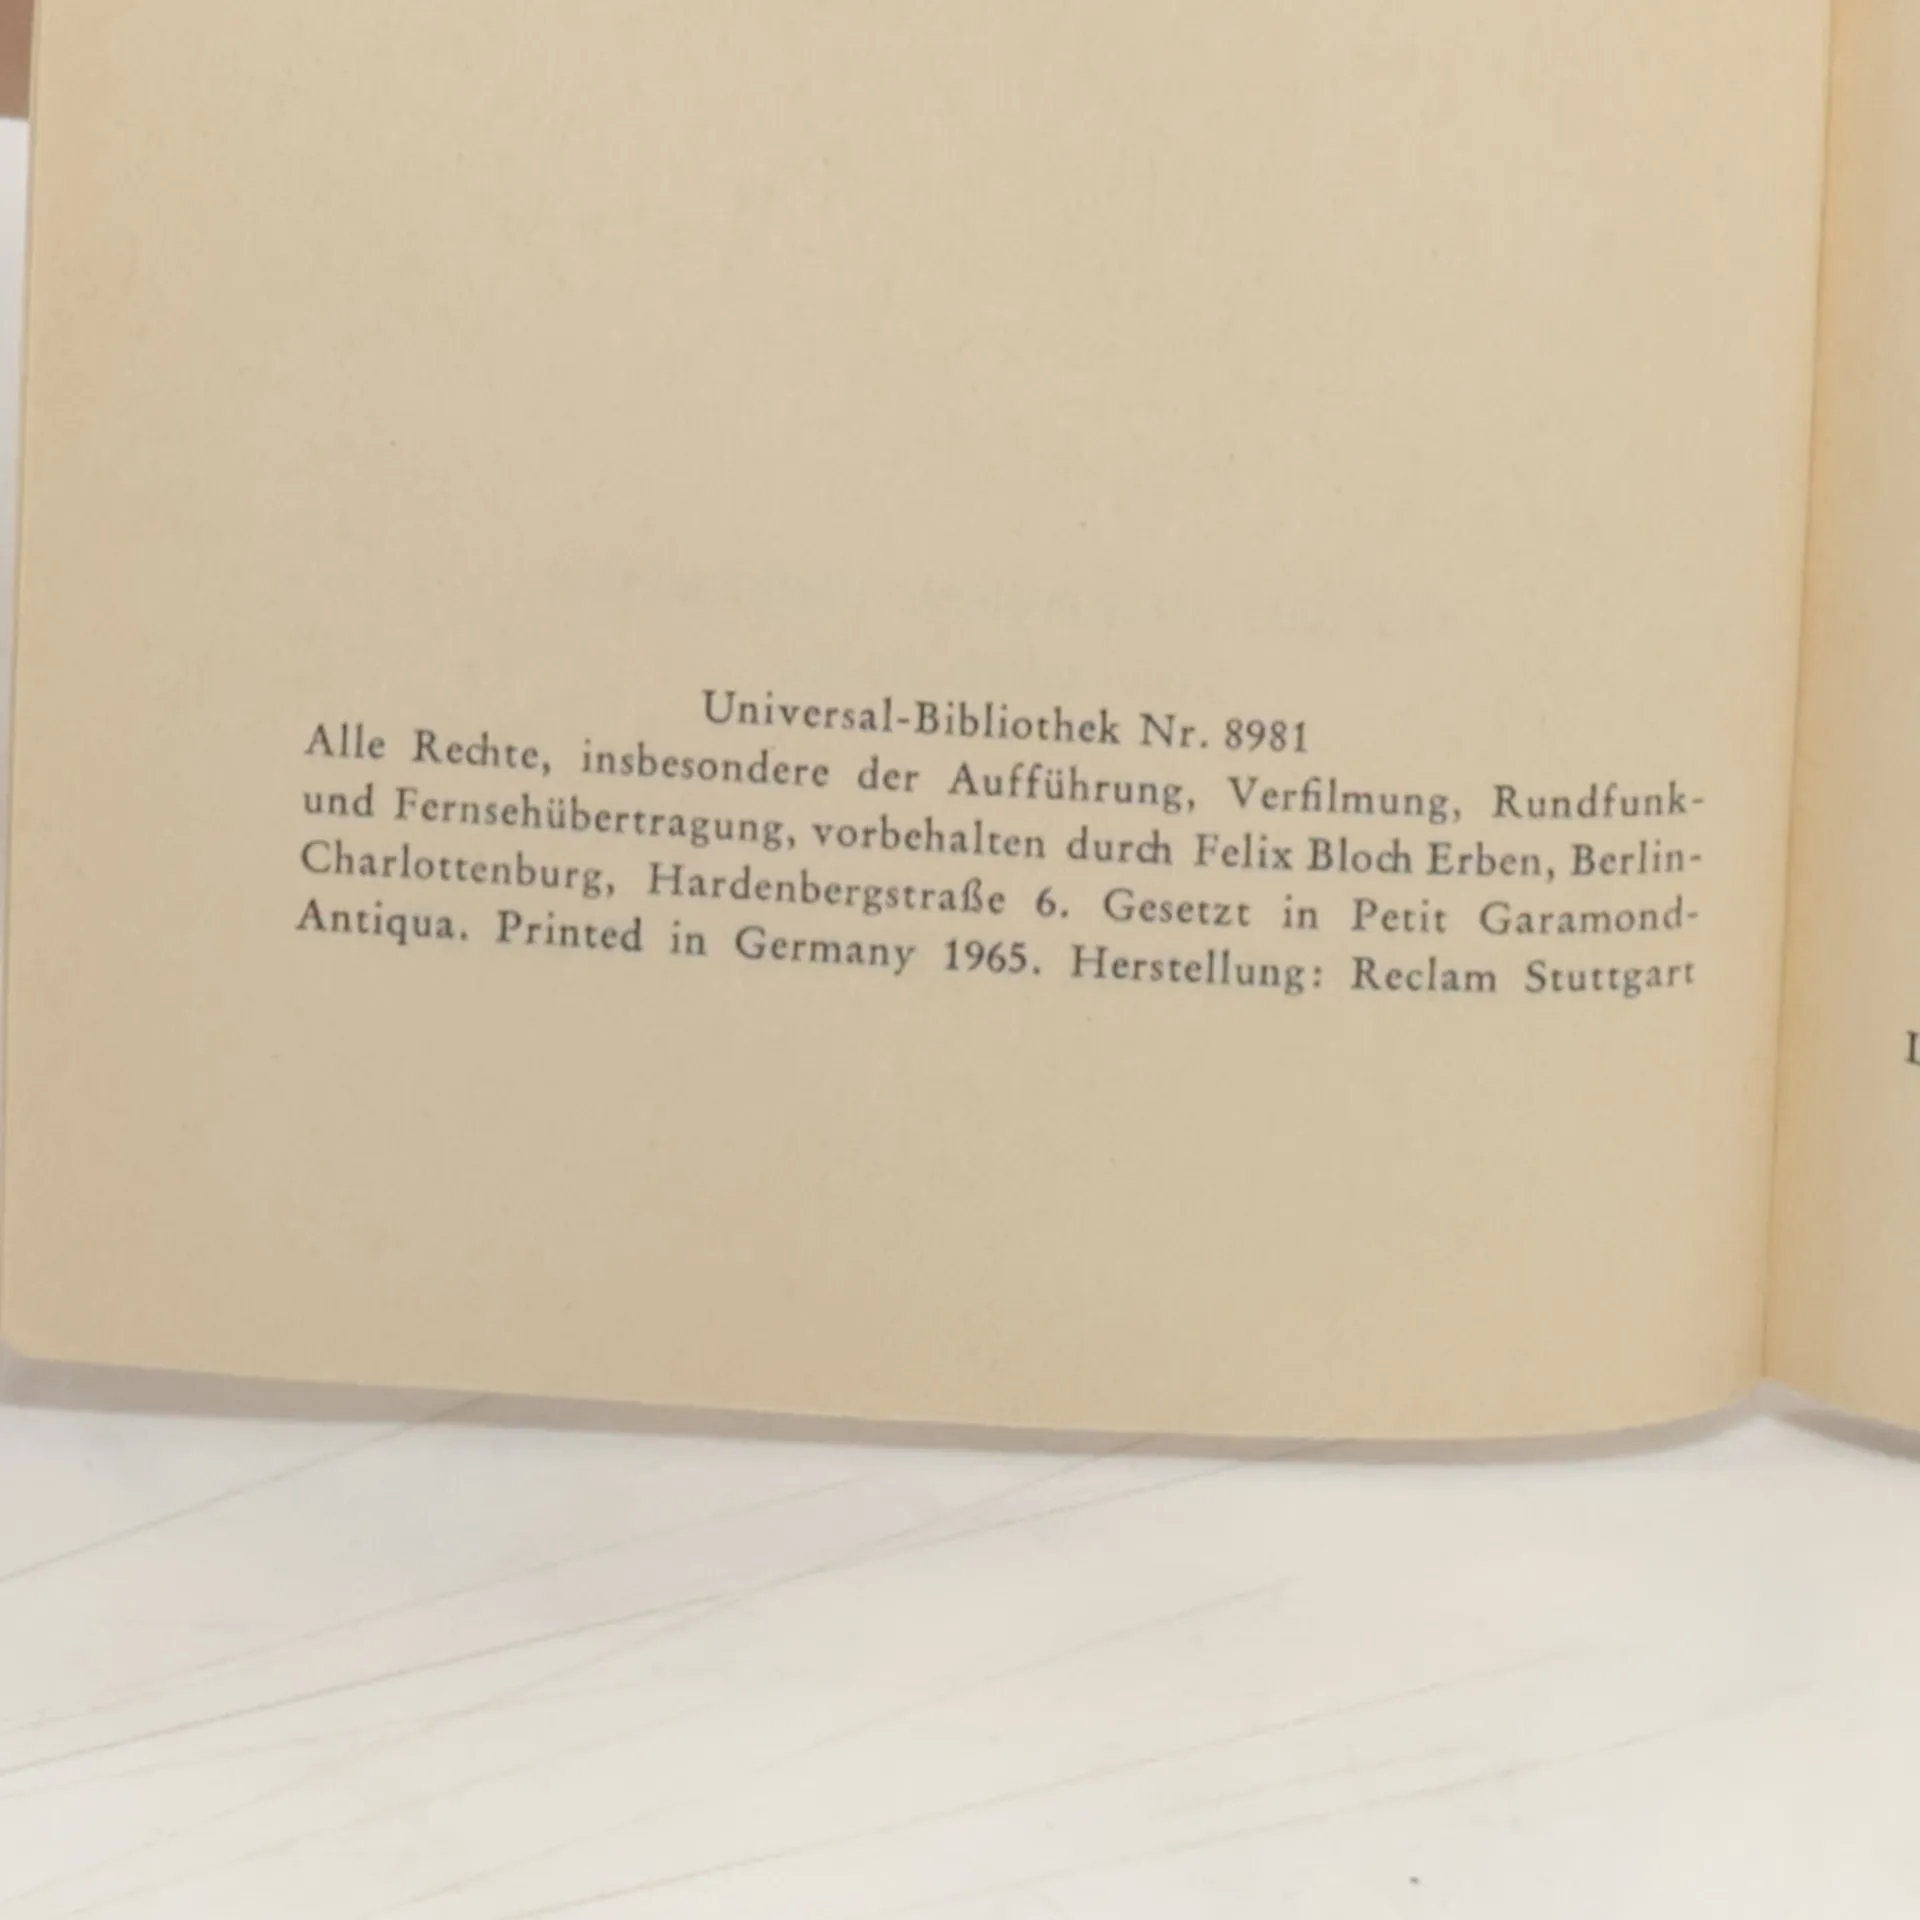 Universal-Bibliothek Nr. 8981
Alle Rechte, insbesondere der Aufführung, Verfilmung, Rundfunk-
und Fernsehübertragung, vorbehalten durch Felix Bloch Erben, Berlin-
Charlottenburg, Hardenbergstraße 6. Gesetzt in Petit Garamond-
Antiqua. Printed in Germany 1965. Herstellung: Reclam Stuttgart